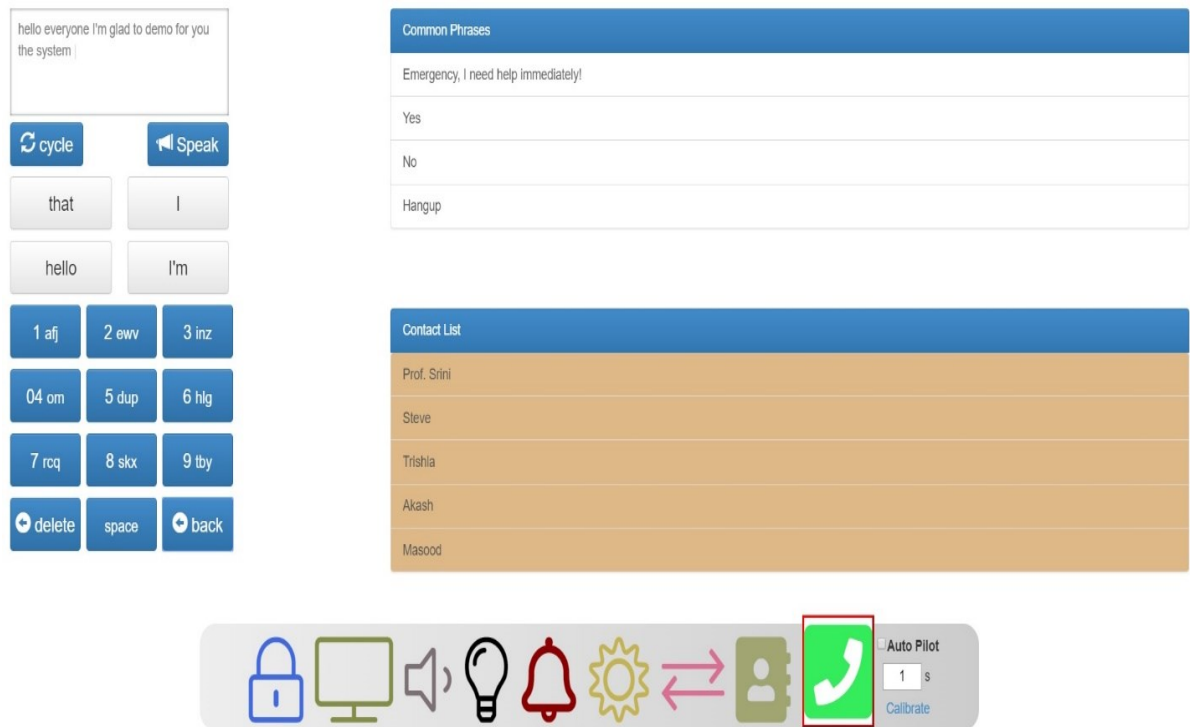 hello everyone I'm glad to demo for you
the system
cycle
Speak
that
I
hello
I'm
1 afj
2 ewv
3 inz
04 om
5 dup
6 hlg
7 rcq
8 skx
9 tby
delete
space
back
Common Phrases
Emergency, I need help immediately!
Yes
No
Hangup
Contact List
Prof. Srini
Steve
Trishla
Akash
Masood
Auto Pilot
1 s
Calibrate